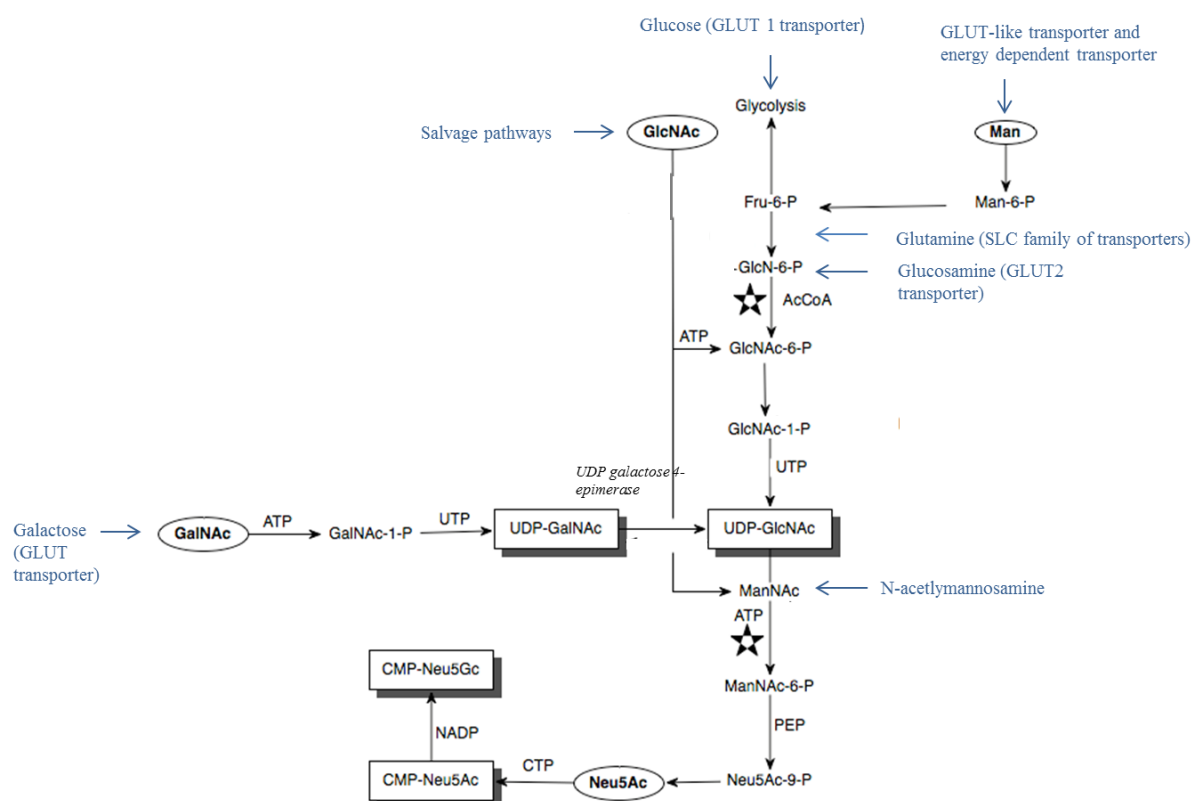 Glucose (GLUT 1 transporter)
GLUT-like transporter and
energy dependent transporter
Glycolysis
Salvage pathways
GlcNAc
Man
Fru-6-P
Man-6-P
Glutamine (SLC family of transporters)
GlcN-6-P
Glucosamine (GLUT2
transporter)
AcCoA
ATP
GlcNAc-6-P
GlcNAc-1-P
UTP
UDP galactose 4-
epimerase
Galactose
(GLUT
transporter)
GalNAc
ATP
GalNAc-1-P
UTP
UDP-GalNAc
UDP-GlcNAc
ManNAc
N-acetlymannosamine
ATP
CMP-Neu5Gc
ManNAc-6-P
NADP
PEP
CMP-Neu5Ac
CTP
Neu5Ac
Neu5Ac-9-P